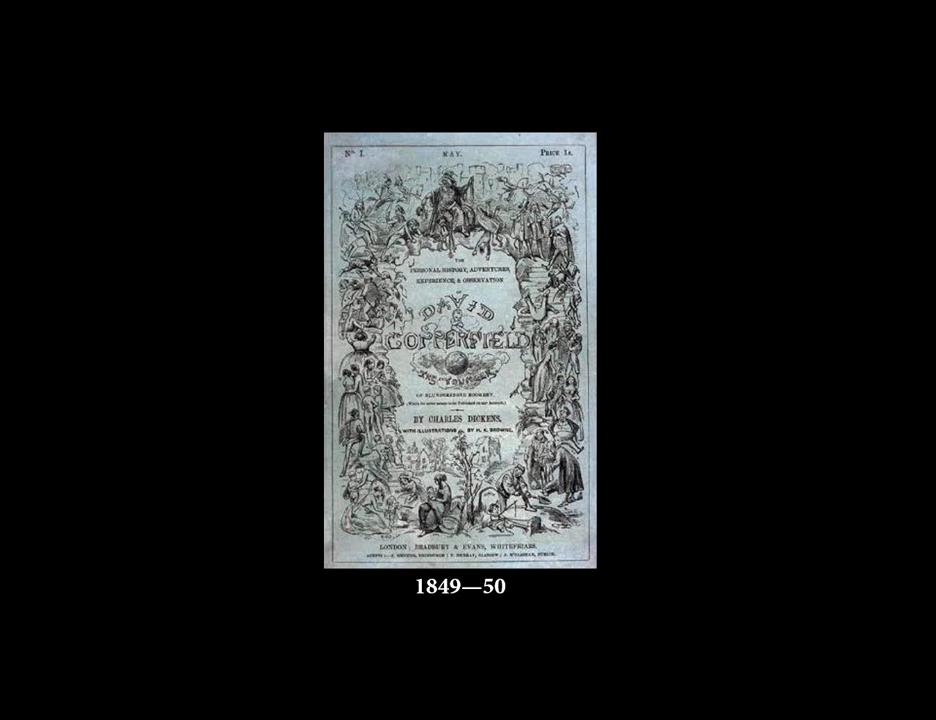 No. I.
MAY.
PRICE 1s.
THE
PERSONAL HISTORY, ADVENTURES,
EXPERIENCE, & OBSERVATION
OF
DAVID
COPPERFIELD
THE YOUNGER
OF BLUNDERSTONE ROOKERY.
BY CHARLES DICKENS.
WITH ILLUSTRATIONS BY H. K. BROWNE.
LONDON: BRADBURY & EVANS, WHITEFRIARS.
1849—50